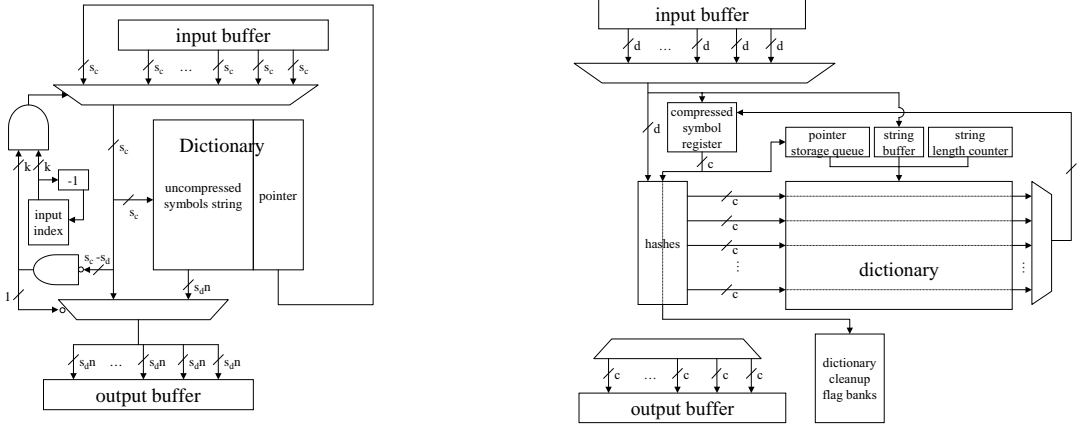 input buffer
s_c
s_c
...
s_c
s_c
s_c
s_c
k
k
-1
input
index
Dictionary
uncompressed
symbols string
pointer
s_c
s_c -s_d
1
s_dn
s_dn
...
s_dn
s_dn
s_dn
output buffer
input buffer
d
...
d
d
d
d
compressed
symbol
register
c
pointer
storage queue
string
buffer
string
length counter
hashes
c
c
c
...
c
dictionary
...
dictionary
cleanup
flag banks
c
...
c
c
c
output buffer